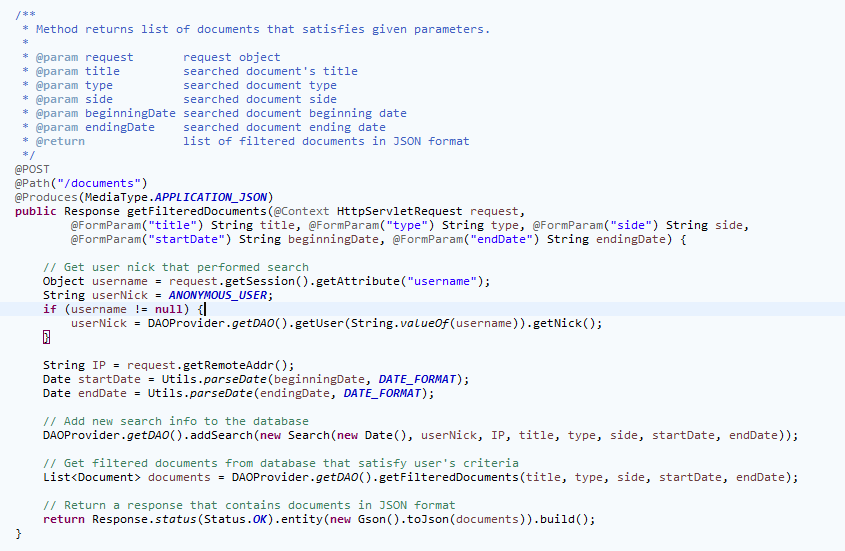 /**
 * Method returns list of documents that satisfies given parameters.
 *
 * @param request       request object
 * @param title         searched document's title
 * @param type          searched document type
 * @param side          searched document side
 * @param beginningDate searched document beginning date
 * @param endingDate    searched document ending date
 * @return              list of filtered documents in JSON format
 */
@POST
@Path("/documents")
@Produces(MediaType.APPLICATION_JSON)
public Response getFilteredDocuments(@Context HttpServletRequest request,
        @FormParam("title") String title, @FormParam("type") String type, @FormParam("side") String side,
        @FormParam("startDate") String beginningDate, @FormParam("endDate") String endingDate) {

    // Get user nick that performed search
    Object username = request.getSession().getAttribute("username");
    String userNick = ANONYMOUS_USER;
    if (username != null) {
        userNick = DAOProvider.getDAO().getUser(String.valueOf(username)).getNick();
    }

    String IP = request.getRemoteAddr();
    Date startDate = Utils.parseDate(beginningDate, DATE_FORMAT);
    Date endDate = Utils.parseDate(endingDate, DATE_FORMAT);

    // Add new search info to the database
    DAOProvider.getDAO().addSearch(new Search(new Date(), userNick, IP, title, type, side, startDate, endDate));

    // Get filtered documents from database that satisfy user's criteria
    List<Document> documents = DAOProvider.getDAO().getFilteredDocuments(title, type, side, startDate, endDate);

    // Return a response that contains documents in JSON format
    return Response.status(Status.OK).entity(new Gson().toJson(documents)).build();
}